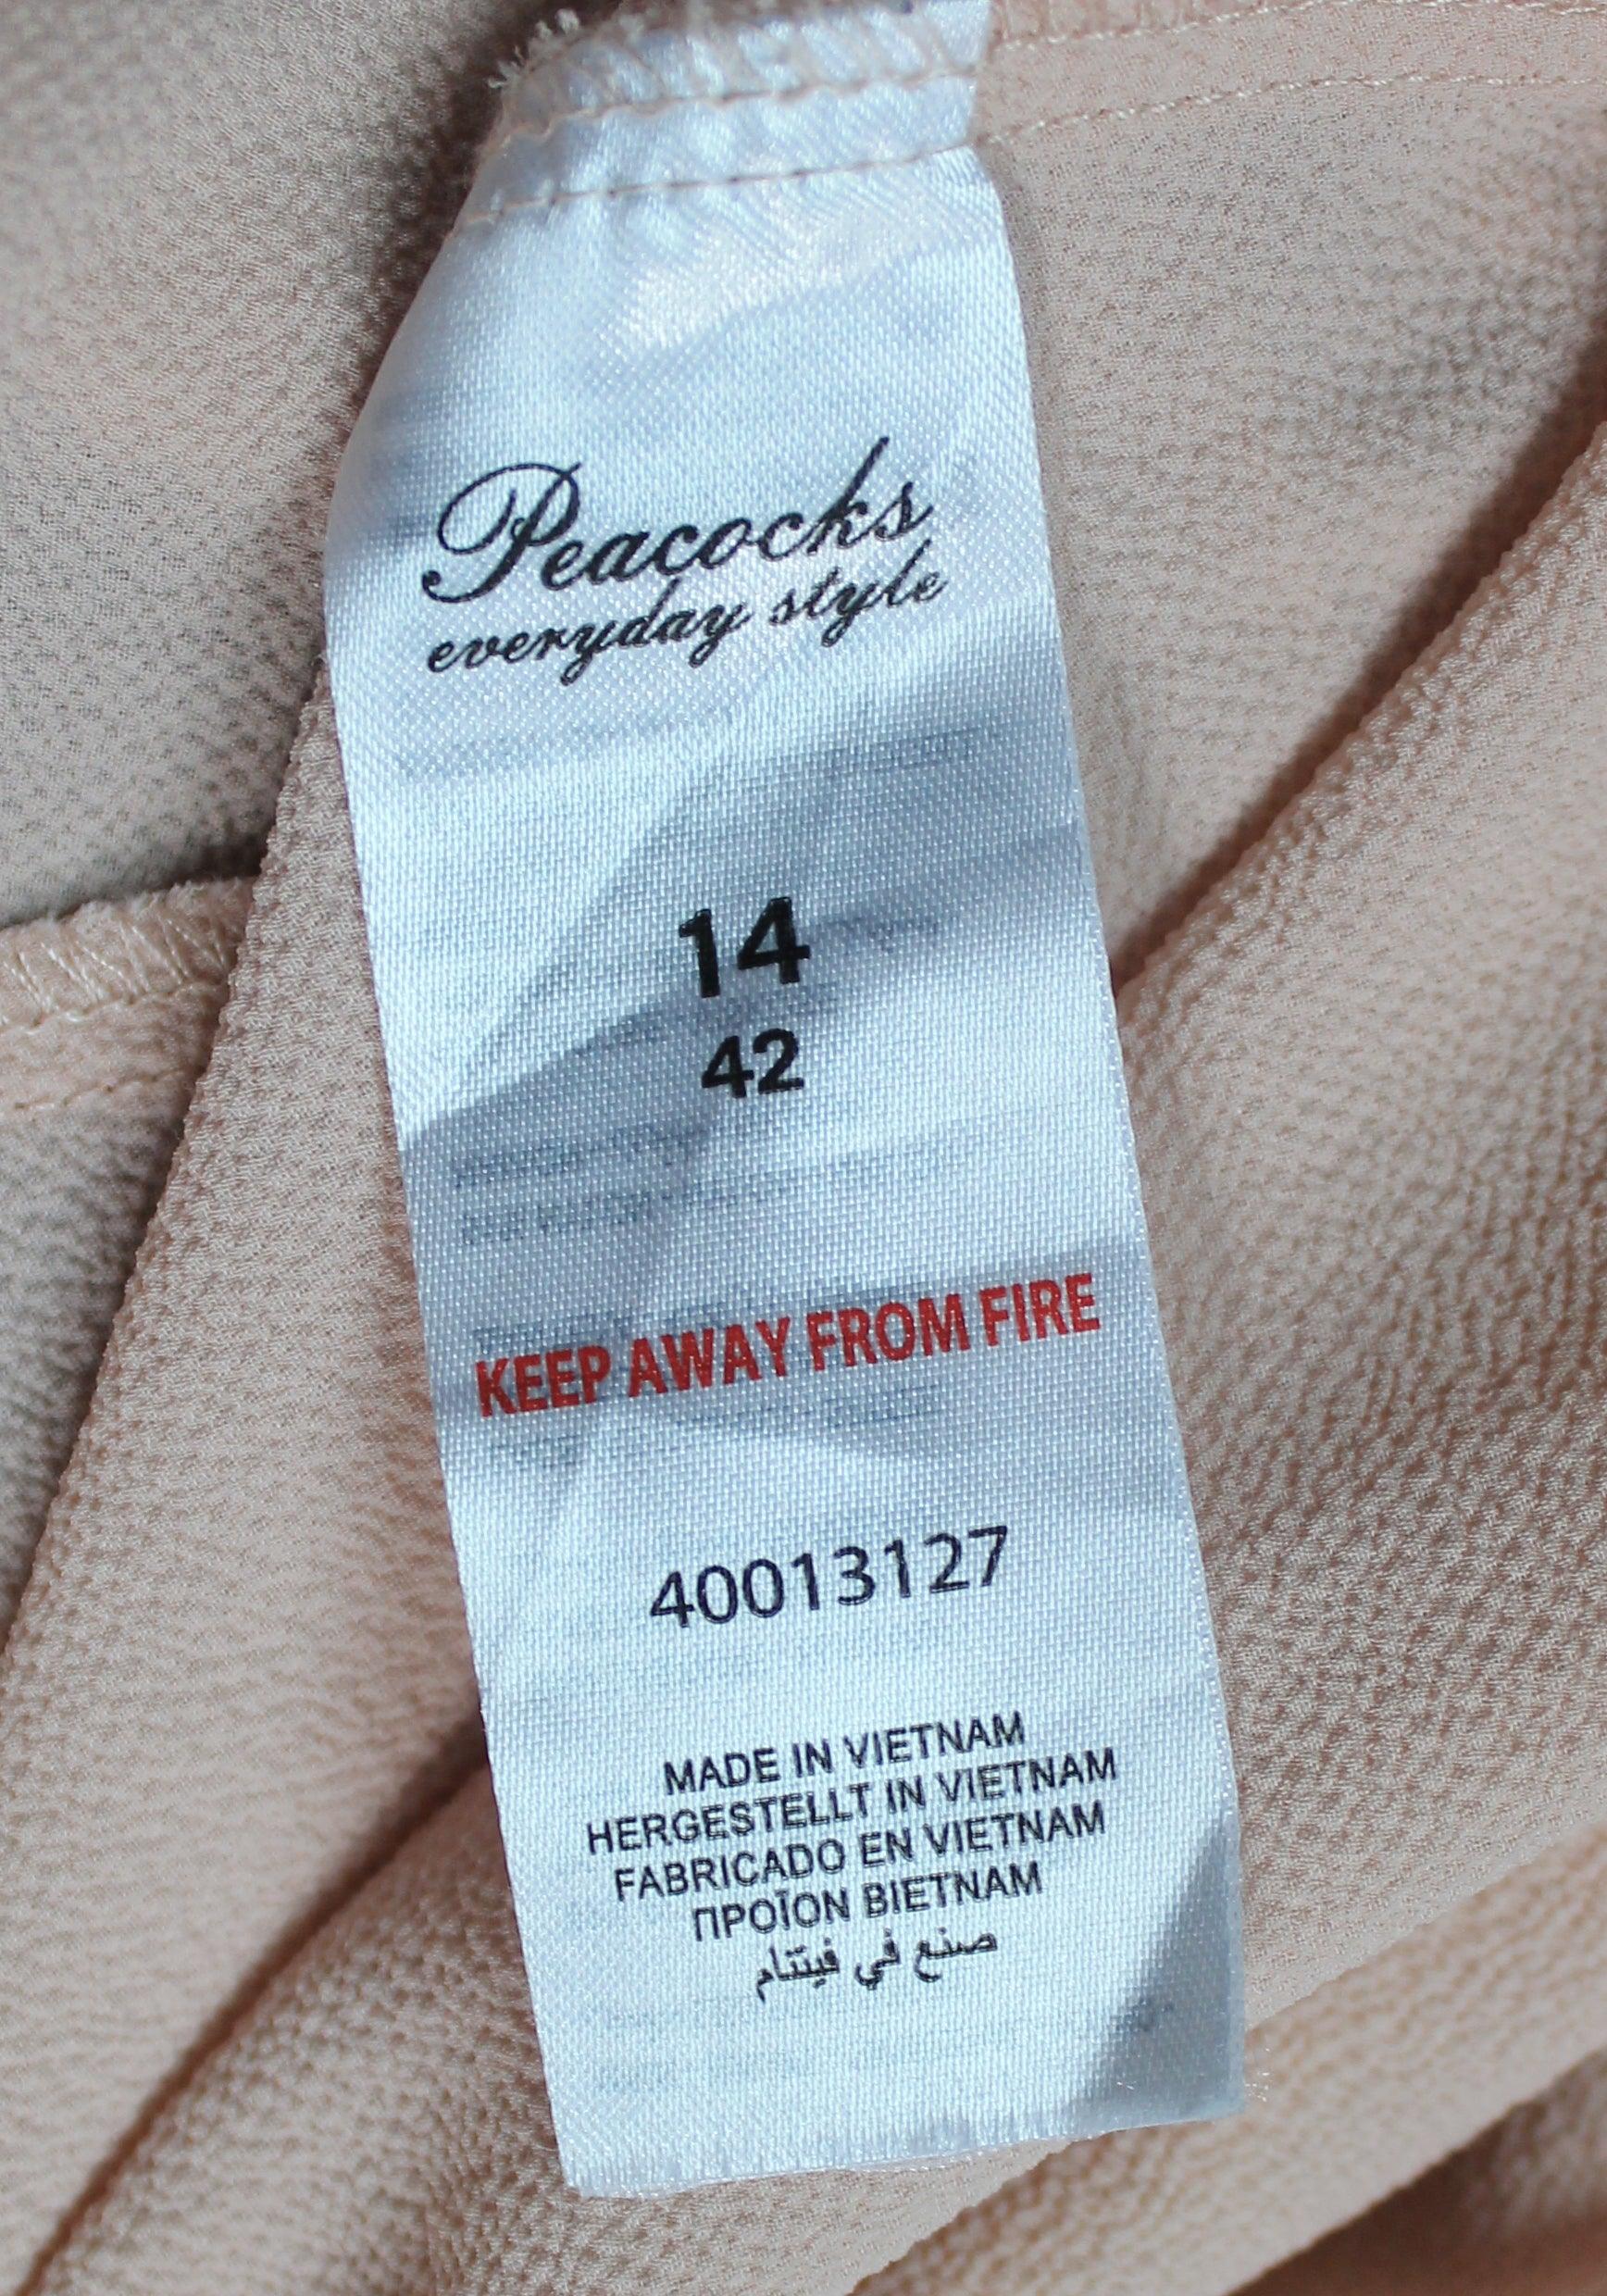 Peacocks
everyday style
14
42
KEEP AWAY FROM FIRE
40013127
MADE IN VIETNAM
HERGESTELLT IN VIETNAM
FABRICADO EN VIETNAM
ΠΡΟΪΟΝ ΒΙΕΤΝΑΜ
صنع في فيتنام